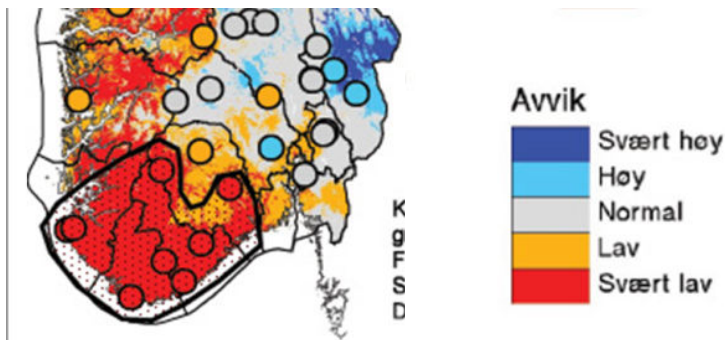 Avvik
Svært høy
Høy
Normal
Lav
Svært lav
K
g
F
S
D